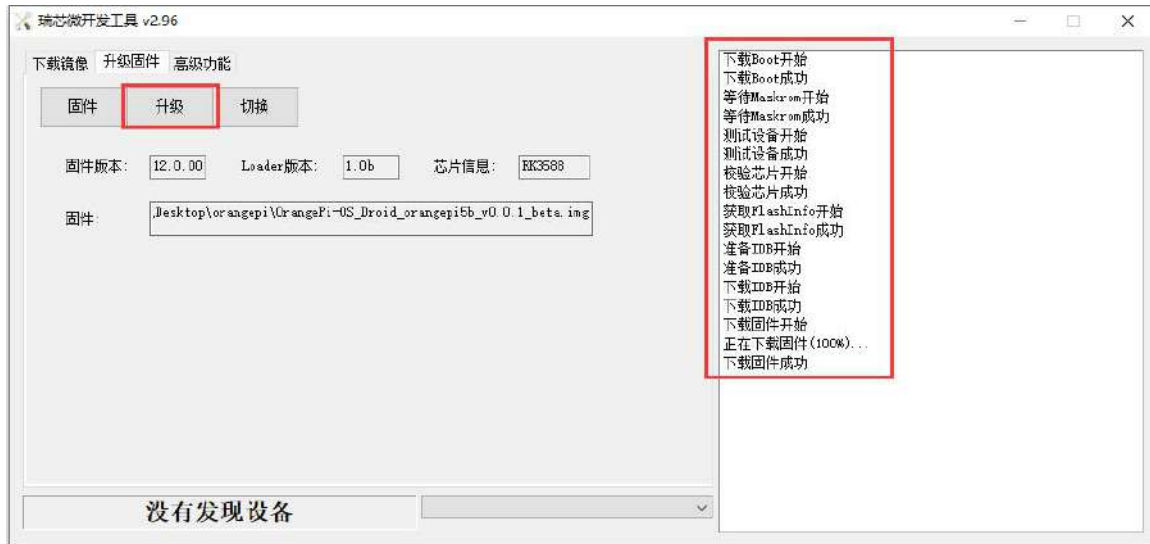 瑞芯微开发工具 v2.96
下载镜像 升级固件 高级功能
固件 升级 切换
固件版本: 12.0.00 Loader版本: 1.0b 芯片信息: RK3588
固件: Desktop\orangepi\OrangePi-OS_Droid_orangepi5b_v0.0.1_beta.img
没有发现设备
下载Boot开始
下载Boot成功
等待Maskrom开始
等待Maskrom成功
测试设备开始
测试设备成功
校验芯片开始
校验芯片成功
获取FlashInfo开始
获取FlashInfo成功
准备IDB开始
准备IDB成功
下载IDB开始
下载IDB成功
下载固件开始
正在下载固件(100%)...
下载固件成功